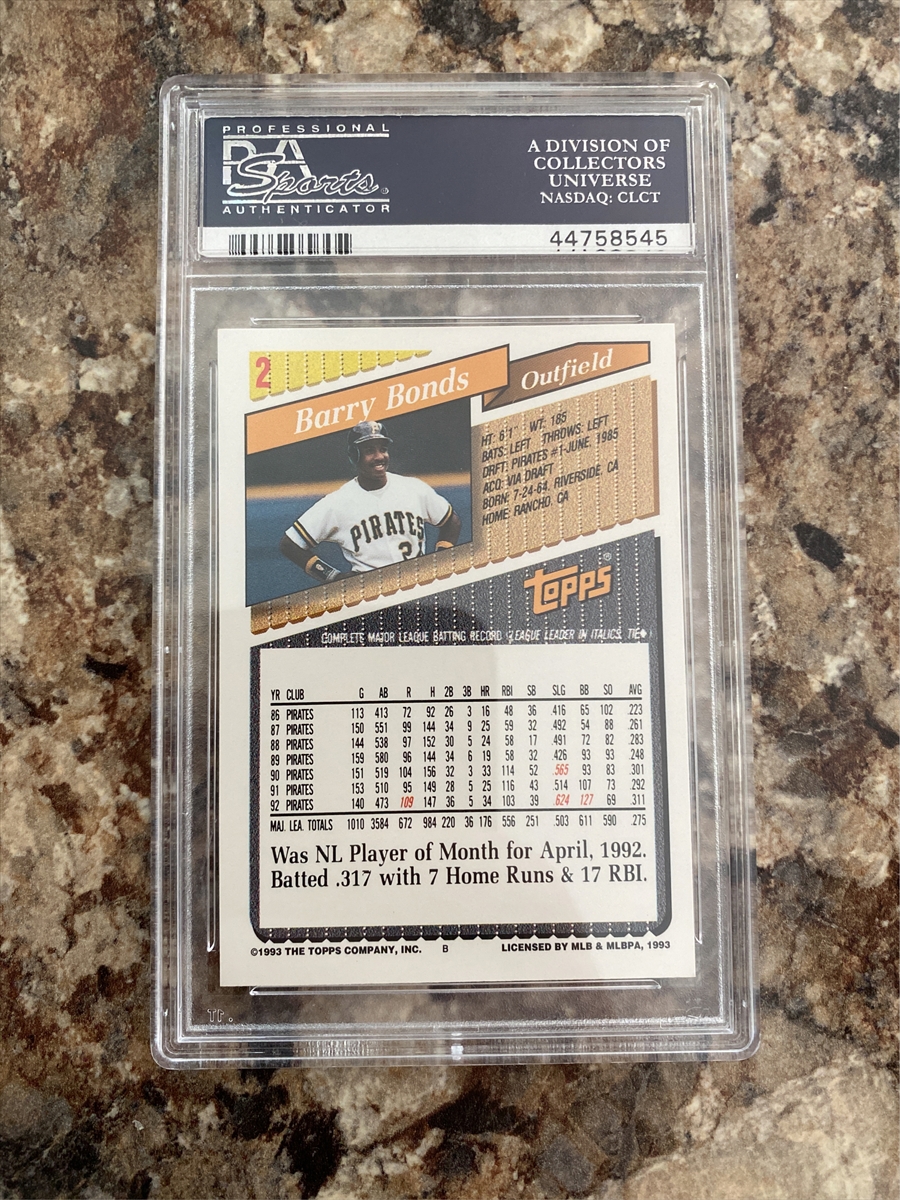 PROFESSIONAL
PSA
Sports®
AUTHENTICATOR
A DIVISION OF
COLLECTORS
UNIVERSE
NASDAQ: CLCT
44758545
2
Barry Bonds
Outfield
HT: 6'1" WT: 185
BATS: LEFT THROWS: LEFT
DRFT: PIRATES #1-JUNE, 1985
ACQ: VIA DRAFT
BORN: 7-24-64, RIVERSIDE, CA
HOME: RANCHO, CA
PIRATES
TOPPS®
COMPLETE MAJOR LEAGUE BATTING RECORD (LEAGUE LEADER IN ITALICS, TIE♦)
YR CLUB G AB R H 2B 3B HR RBI SB SLG BB SO AVG
86 PIRATES 113 413 72 92 26 3 16 48 36 .416 65 102 .223
87 PIRATES 150 551 99 144 34 9 25 59 32 .492 54 88 .261
88 PIRATES 144 538 97 152 30 5 24 58 17 .491 72 82 .283
89 PIRATES 159 580 96 144 34 6 19 58 32 .426 93 93 .248
90 PIRATES 151 519 104 156 32 3 33 114 52 .565 93 83 .301
91 PIRATES 153 510 95 149 28 5 25 116 43 .514 107 73 .292
92 PIRATES 140 473 109 147 36 5 34 103 39 .624 127 69 .311
MAJ. LEA. TOTALS 1010 3584 672 984 220 36 176 556 251 .503 611 590 .275
Was NL Player of Month for April, 1992.
Batted .317 with 7 Home Runs & 17 RBI.
©1993 THE TOPPS COMPANY, INC. B LICENSED BY MLB & MLBPA, 1993